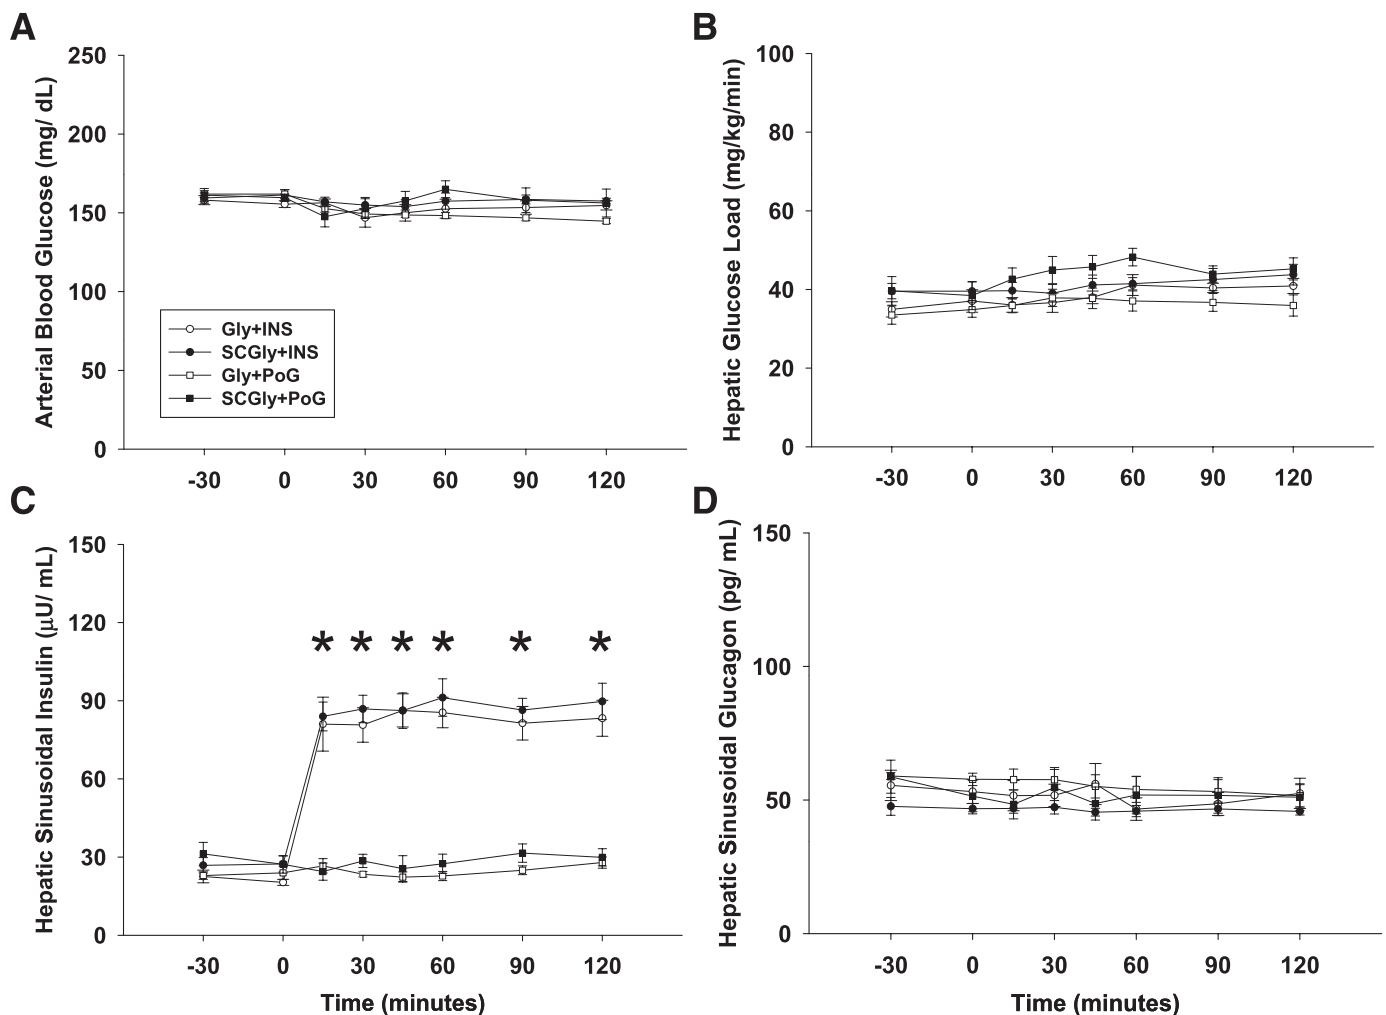 A
Arterial Blood Glucose (mg/ dL)
250
200
150
100
50
0
Gly+INS
SCGly+INS
Gly+PoG
SCGly+PoG
-30 0 30 60 90 120
B
Hepatic Glucose Load (mg/kg/min)
100
80
60
40
20
0
-30 0 30 60 90 120
C
Hepatic Sinusoidal Insulin (µU/ mL)
150
120
90
60
30
0
* * * * * *
-30 0 30 60 90 120
Time (minutes)
D
Hepatic Sinusoidal Glucagon (pg/ mL)
150
100
50
0
-30 0 30 60 90 120
Time (minutes)